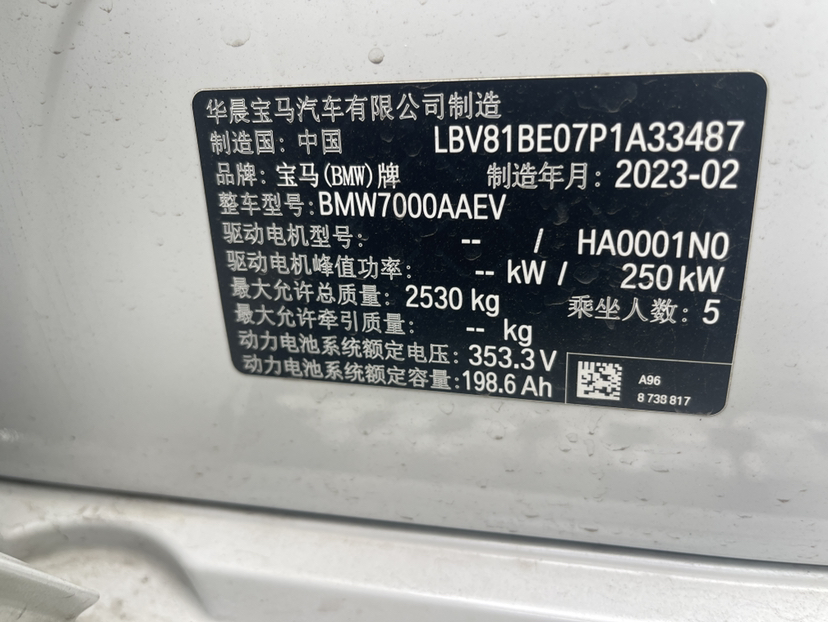 华晨宝马汽车有限公司制造
制造国：中国 LBV81BE07P1A33487
品牌：宝马(BMW)牌 制造年月：2023-02
整车型号：BMW7000AAEV
驱动电机型号： -- / HA0001N0
驱动电机峰值功率： -- kW / 250 kW
最大允许总质量：2530 kg 乘坐人数：5
最大允许牵引质量： -- kg
动力电池系统额定电压：353.3 V
动力电池系统额定容量：198.6 Ah
A96
8 738 817